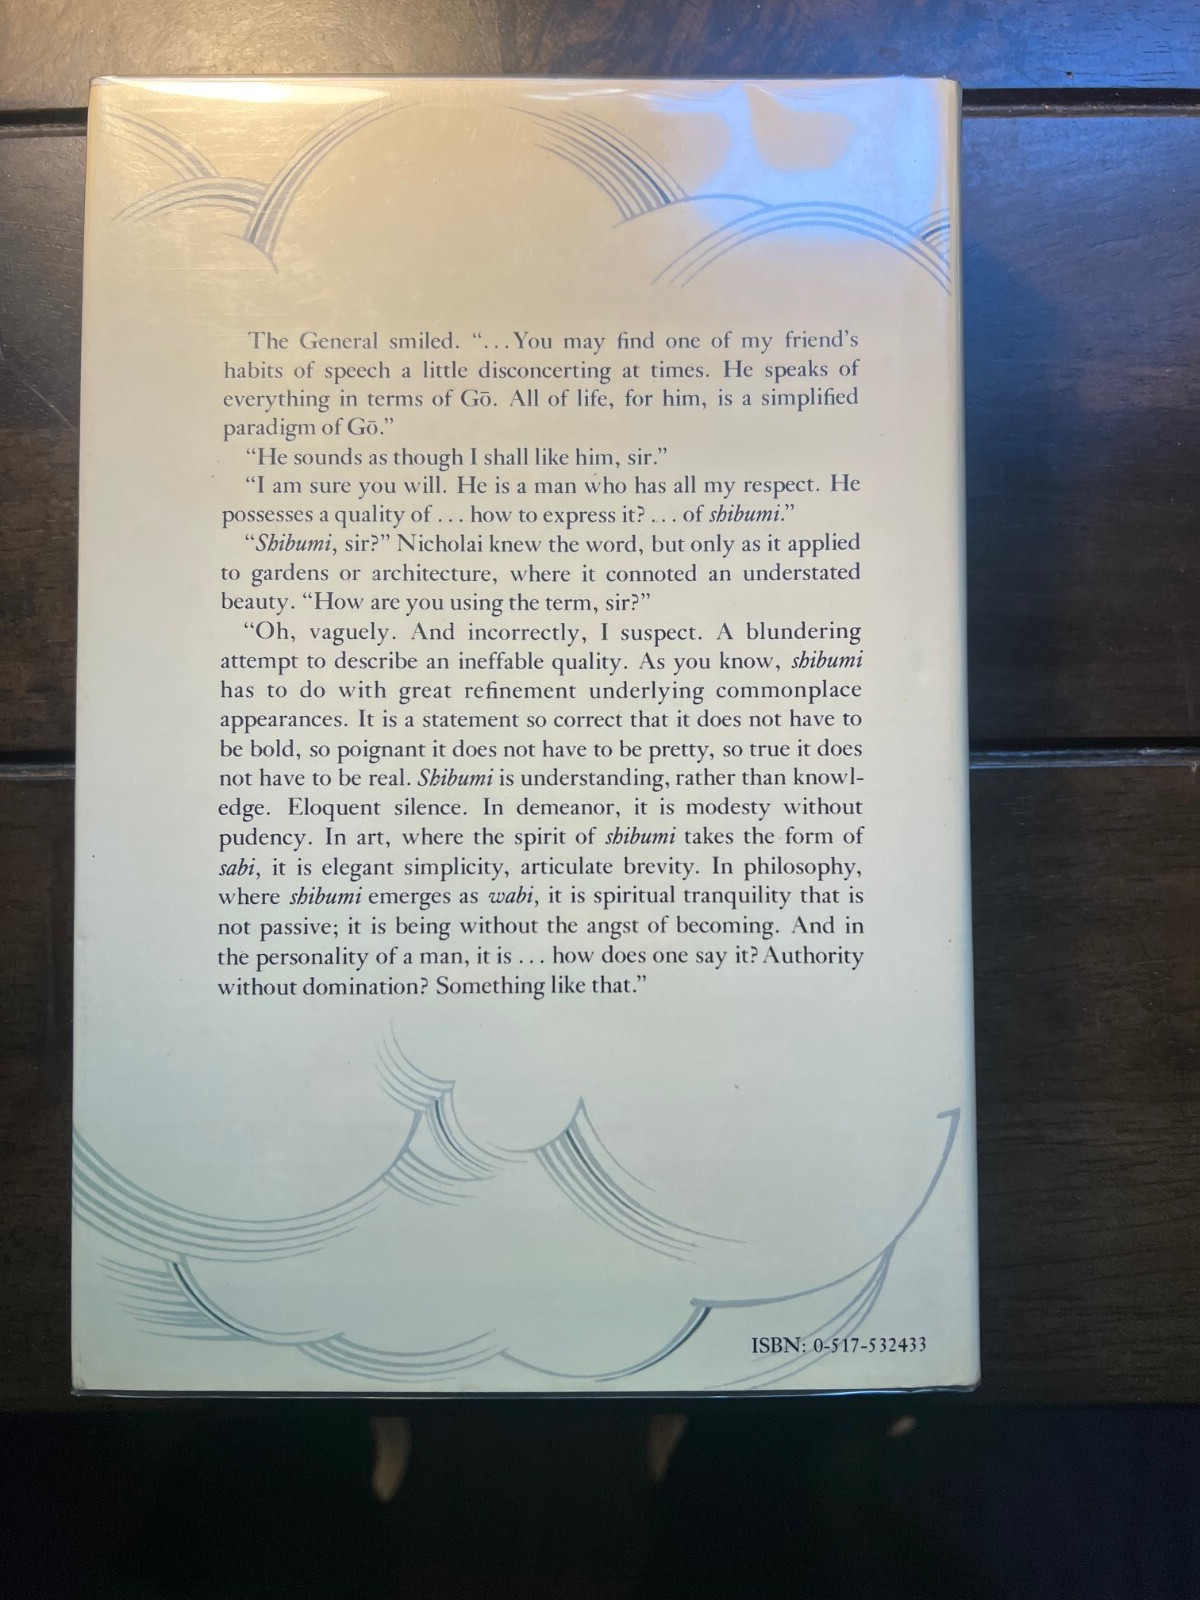 The General smiled. “...You may find one of my friend’s
habits of speech a little disconcerting at times. He speaks of
everything in terms of Gō. All of life, for him, is a simplified
paradigm of Gō.”
“He sounds as though I shall like him, sir.”
“I am sure you will. He is a man who has all my respect. He
possesses a quality of ... how to express it? ... of shibumi.”
“Shibumi, sir?” Nicholai knew the word, but only as it applied
to gardens or architecture, where it connoted an understated
beauty. “How are you using the term, sir?”
“Oh, vaguely. And incorrectly, I suspect. A blundering
attempt to describe an ineffable quality. As you know, shibumi
has to do with great refinement underlying commonplace
appearances. It is a statement so correct that it does not have to
be bold, so poignant it does not have to be pretty, so true it does
not have to be real. Shibumi is understanding, rather than knowl-
edge. Eloquent silence. In demeanor, it is modesty without
pudency. In art, where the spirit of shibumi takes the form of
sabi, it is elegant simplicity, articulate brevity. In philosophy,
where shibumi emerges as wabi, it is spiritual tranquility that is
not passive; it is being without the angst of becoming. And in
the personality of a man, it is ... how does one say it? Authority
without domination? Something like that.”
ISBN: 0-517-532433